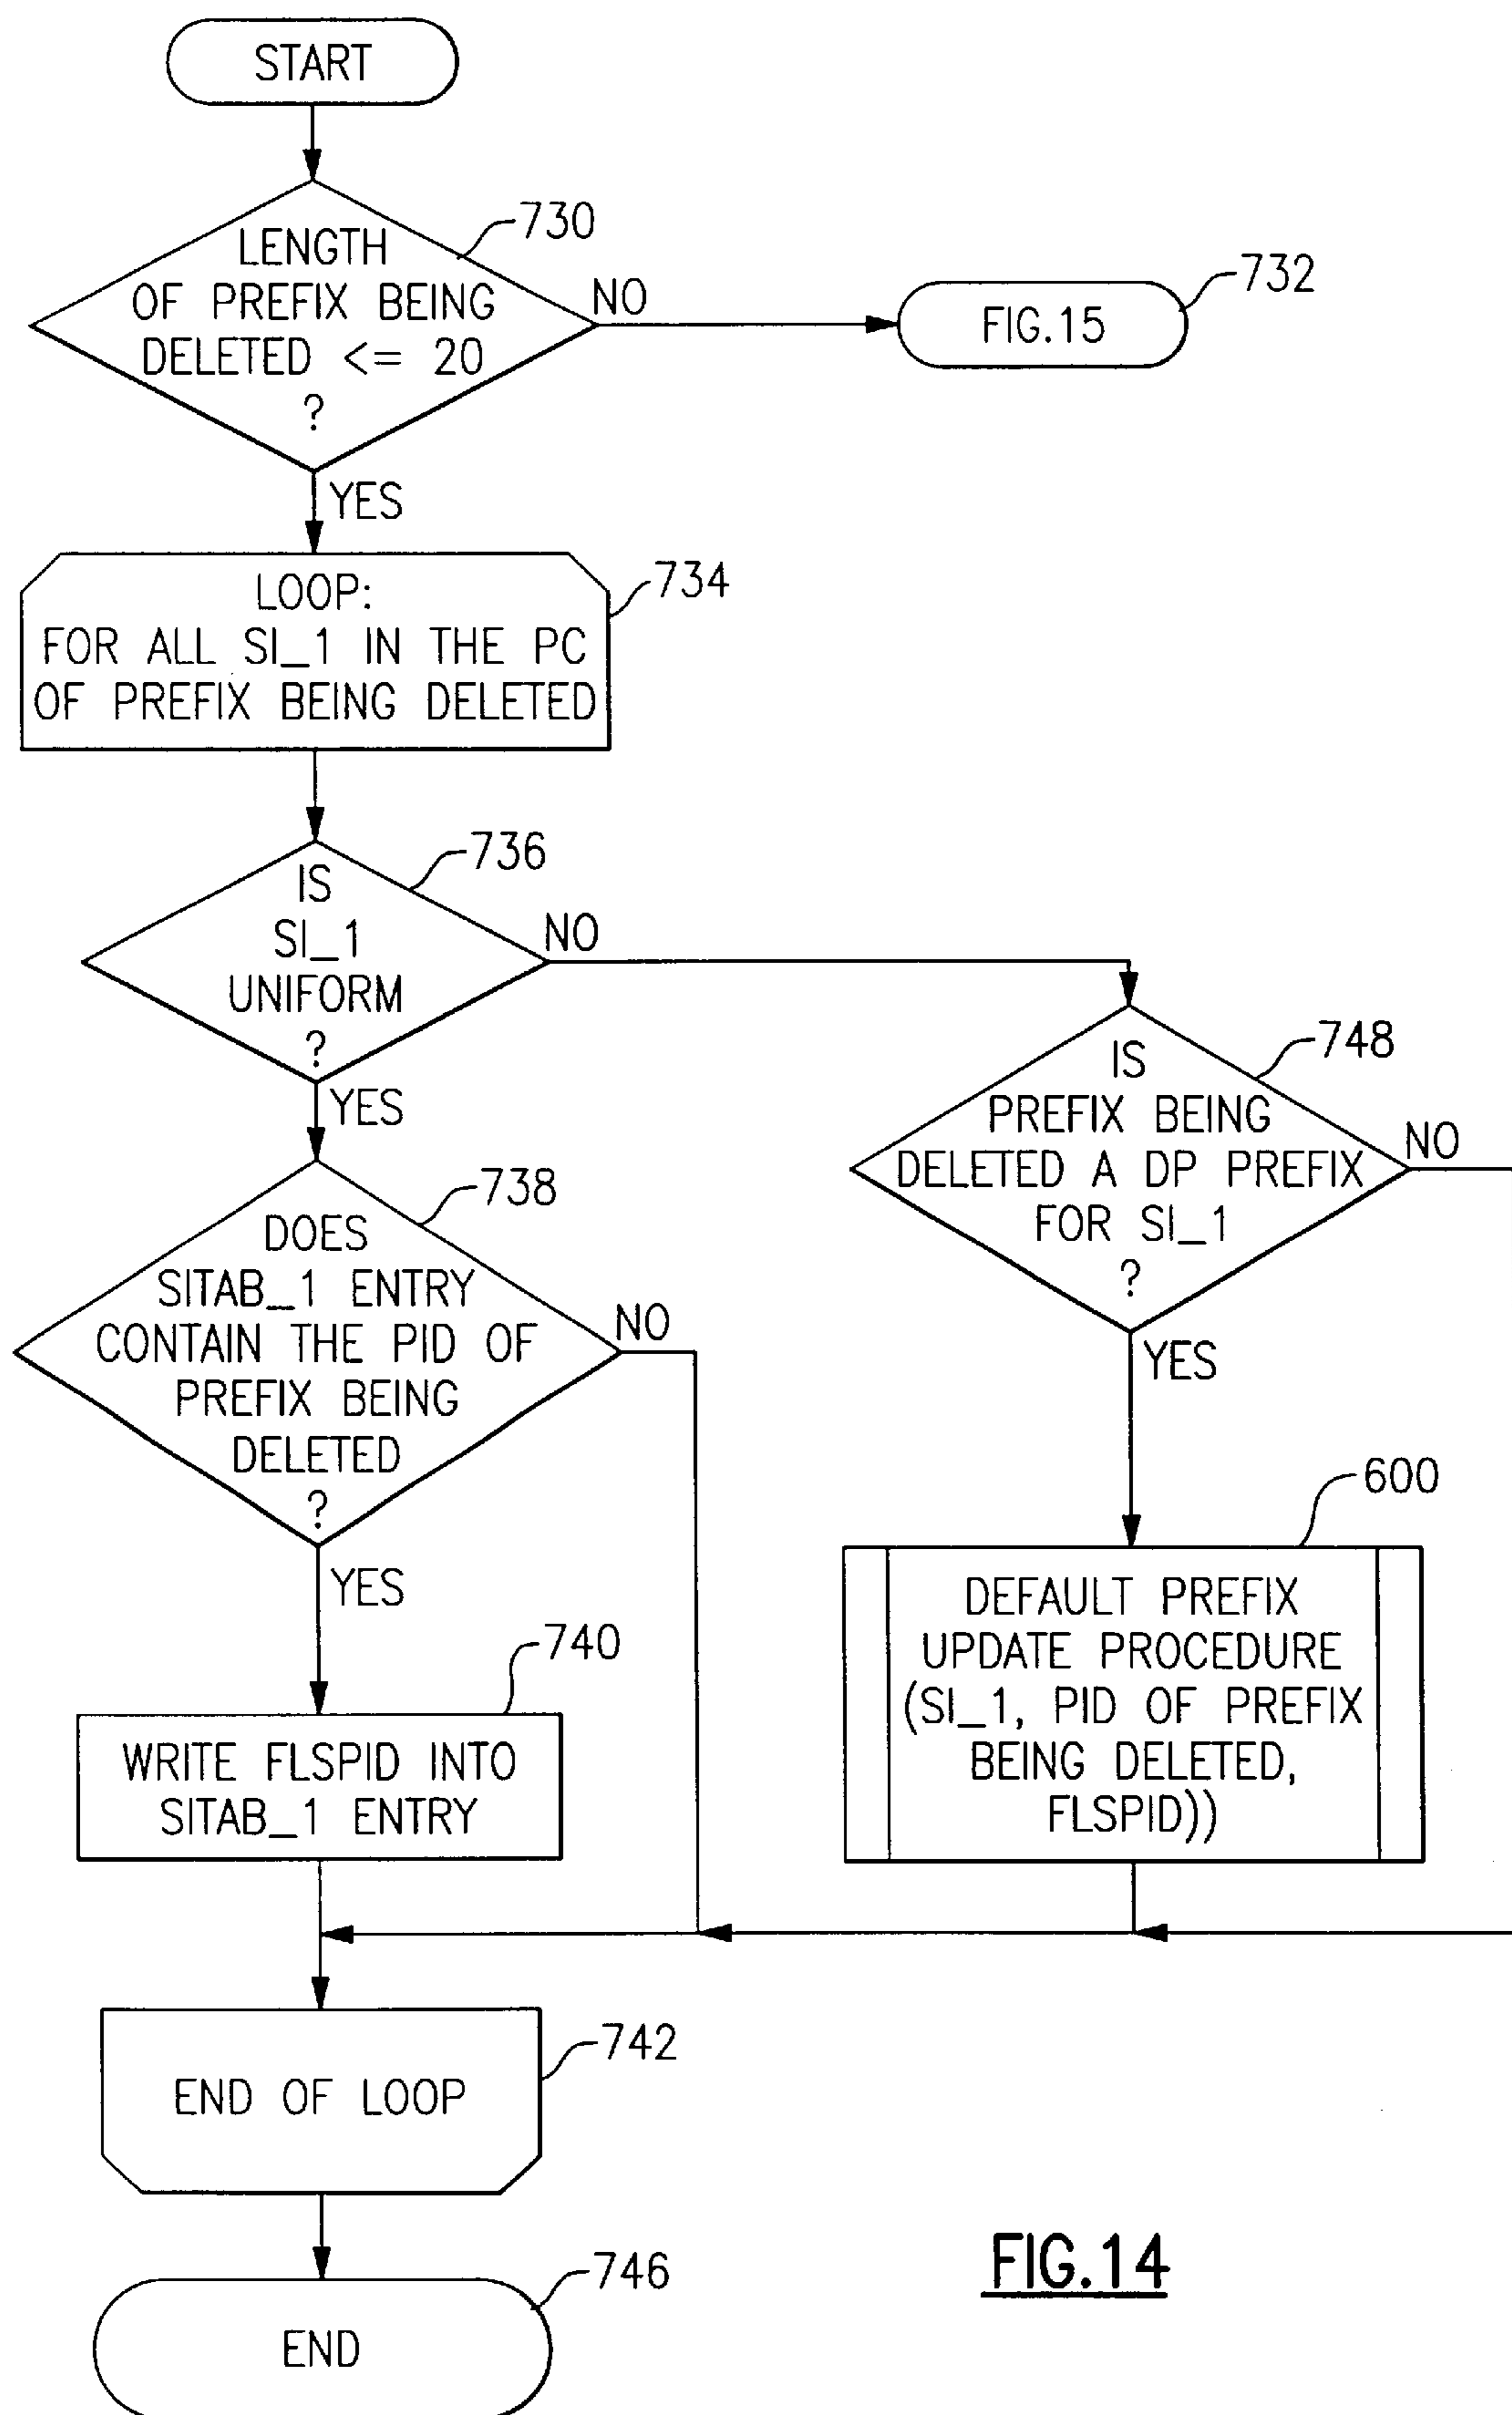 START
730
LENGTH
OF PREFIX BEING
DELETED <= 20
?
NO
732
FIG.15
YES
734
LOOP:
FOR ALL SI_1 IN THE PC
OF PREFIX BEING DELETED
736
IS
SI_1
UNIFORM
?
NO
YES
748
IS
PREFIX BEING
DELETED A DP PREFIX
FOR SI_1
?
NO
YES
738
DOES
SITAB_1 ENTRY
CONTAIN THE PID OF
PREFIX BEING
DELETED
?
NO
YES
600
DEFAULT PREFIX
UPDATE PROCEDURE
(SI_1, PID OF PREFIX
BEING DELETED,
FLSPID))
740
WRITE FLSPID INTO
SITAB_1 ENTRY
742
END OF LOOP
746
END
FIG.14